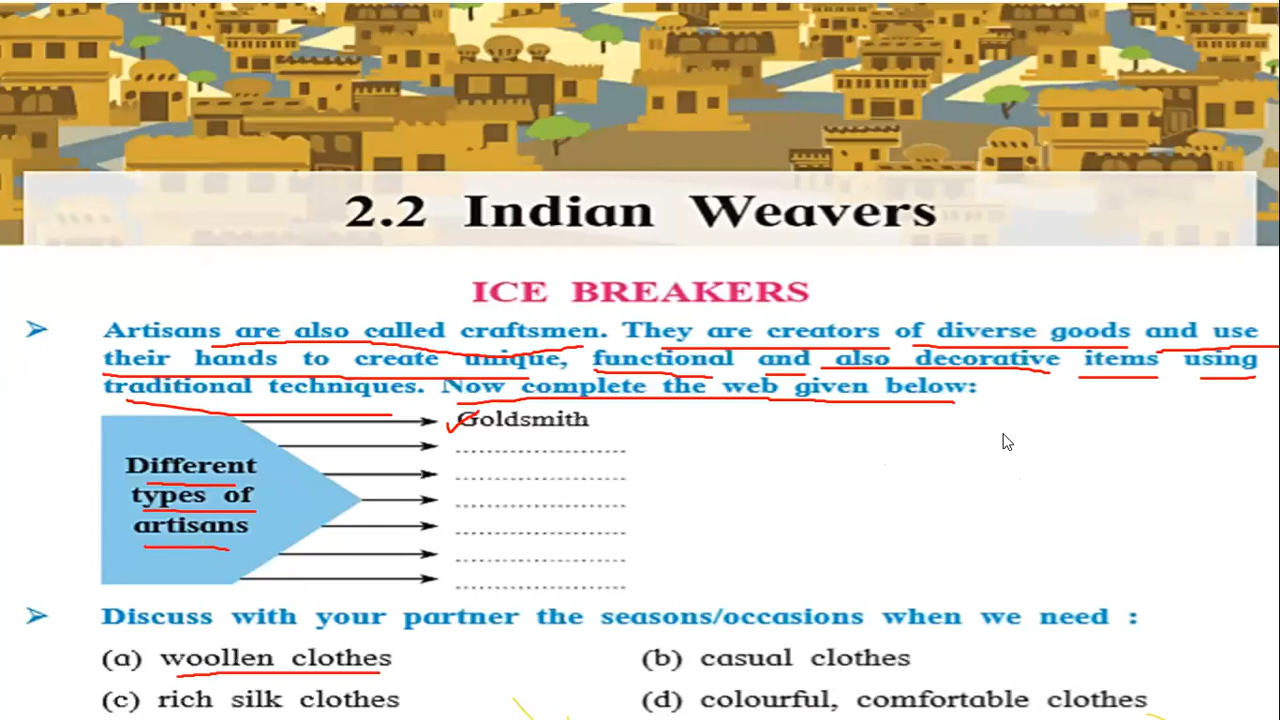 2.2 Indian Weavers
ICE BREAKERS
Artisans are also called craftsmen. They are creators of diverse goods and use
their hands to create unique, functional and also decorative items using
traditional techniques. Now complete the web given below:
Goldsmith
Different
types of
artisans
Discuss with your partner the seasons/occasions when we need :
(a) woollen clothes (b) casual clothes
(c) rich silk clothes (d) colourful, comfortable clothes